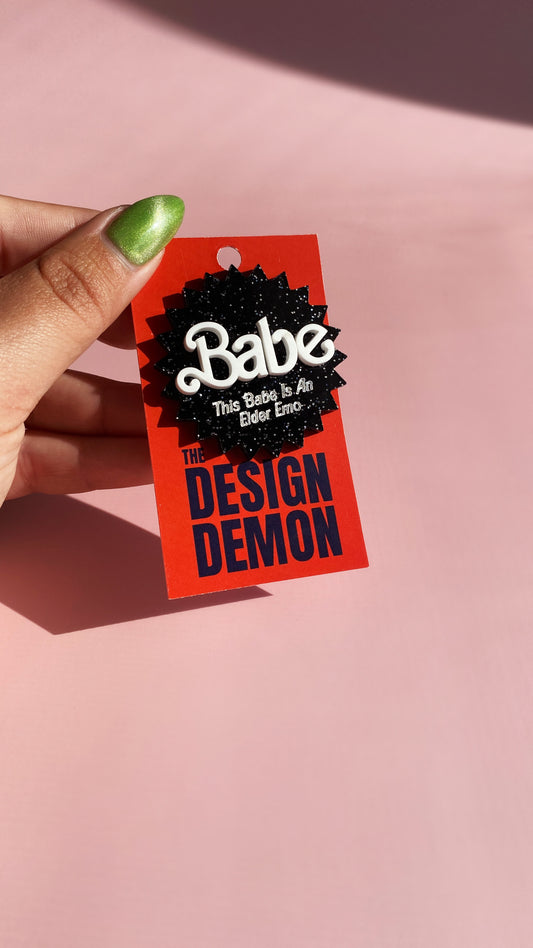 Babe
This Babe Is An
Elder Emo
THE
DESIGN
DEMON